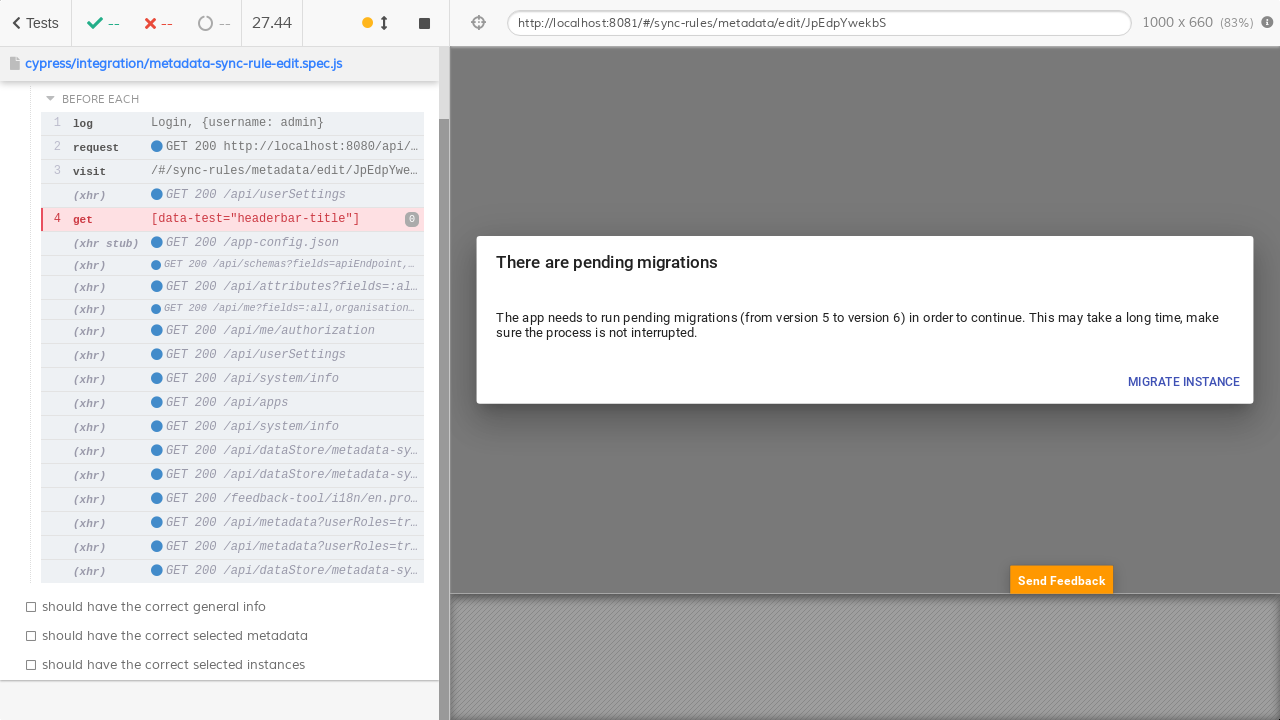 Tests
--
--
--
27.44
http://localhost:8081/#/sync-rules/metadata/edit/JpEdpYwekbS
1000 x 660 (83%)
cypress/integration/metadata-sync-rule-edit.spec.js
BEFORE EACH
1 log Login, {username: admin}
2 request GET 200 http://localhost:8080/api/…
3 visit /#/sync-rules/metadata/edit/JpEdpYwe…
(xhr) GET 200 /api/userSettings
4 get [data-test="headerbar-title"] 0
(xhr stub) GET 200 /app-config.json
(xhr) GET 200 /api/schemas?fields=apiEndpoint,…
(xhr) GET 200 /api/attributes?fields=:al…
(xhr) GET 200 /api/me?fields=:all,organisation…
(xhr) GET 200 /api/me/authorization
(xhr) GET 200 /api/userSettings
(xhr) GET 200 /api/system/info
(xhr) GET 200 /api/apps
(xhr) GET 200 /api/system/info
(xhr) GET 200 /api/dataStore/metadata-sy…
(xhr) GET 200 /api/dataStore/metadata-sy…
(xhr) GET 200 /feedback-tool/i18n/en.pro…
(xhr) GET 200 /api/metadata?userRoles=tr…
(xhr) GET 200 /api/metadata?userRoles=tr…
(xhr) GET 200 /api/dataStore/metadata-sy…
should have the correct general info
should have the correct selected metadata
should have the correct selected instances
There are pending migrations
The app needs to run pending migrations (from version 5 to version 6) in order to continue. This may take a long time, make
sure the process is not interrupted.
MIGRATE INSTANCE
Send Feedback